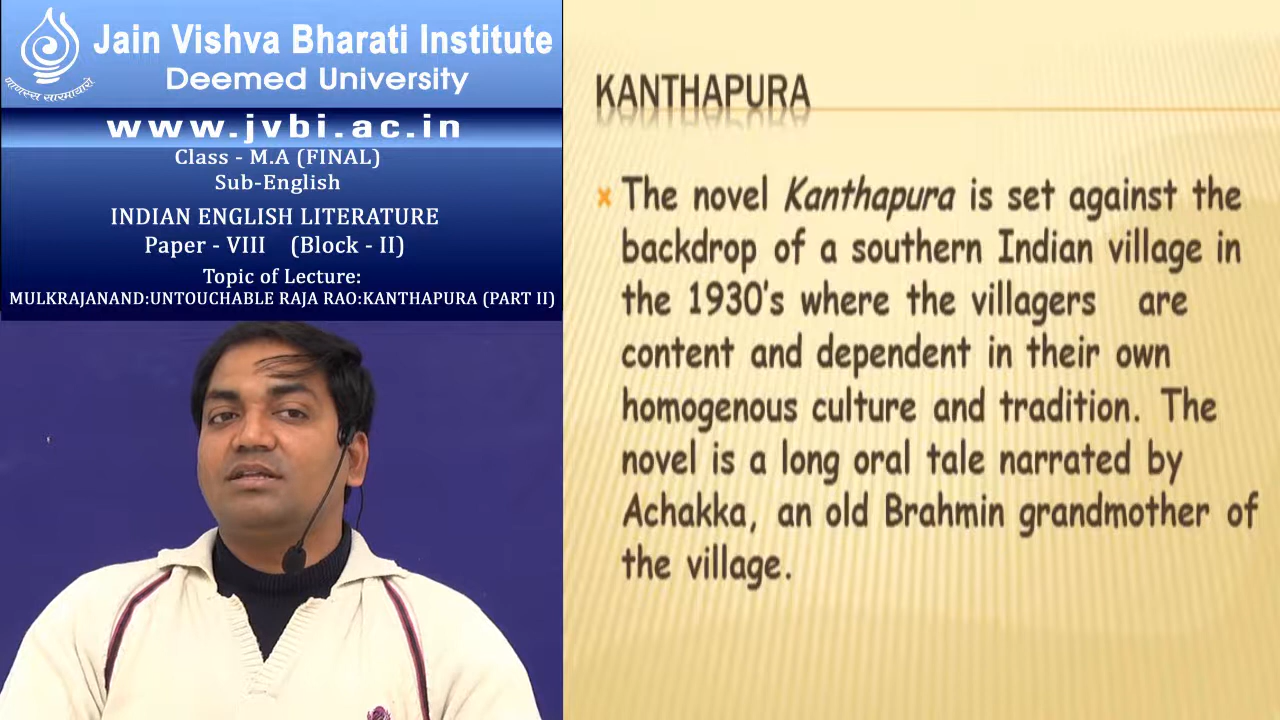 Jain Vishva Bharati Institute
Deemed University
www.jvbi.ac.in
Class - M.A (FINAL)
Sub-English
INDIAN ENGLISH LITERATURE
Paper - VIII (Block - II)
Topic of Lecture:
MULKRAJANAND:UNTOUCHABLE RAJA RAO:KANTHAPURA (PART II)
KANTHAPURA
The novel Kanthapura is set against the
backdrop of a southern Indian village in
the 1930's where the villagers are
content and dependent in their own
homogenous culture and tradition. The
novel is a long oral tale narrated by
Achakka, an old Brahmin grandmother of
the village.